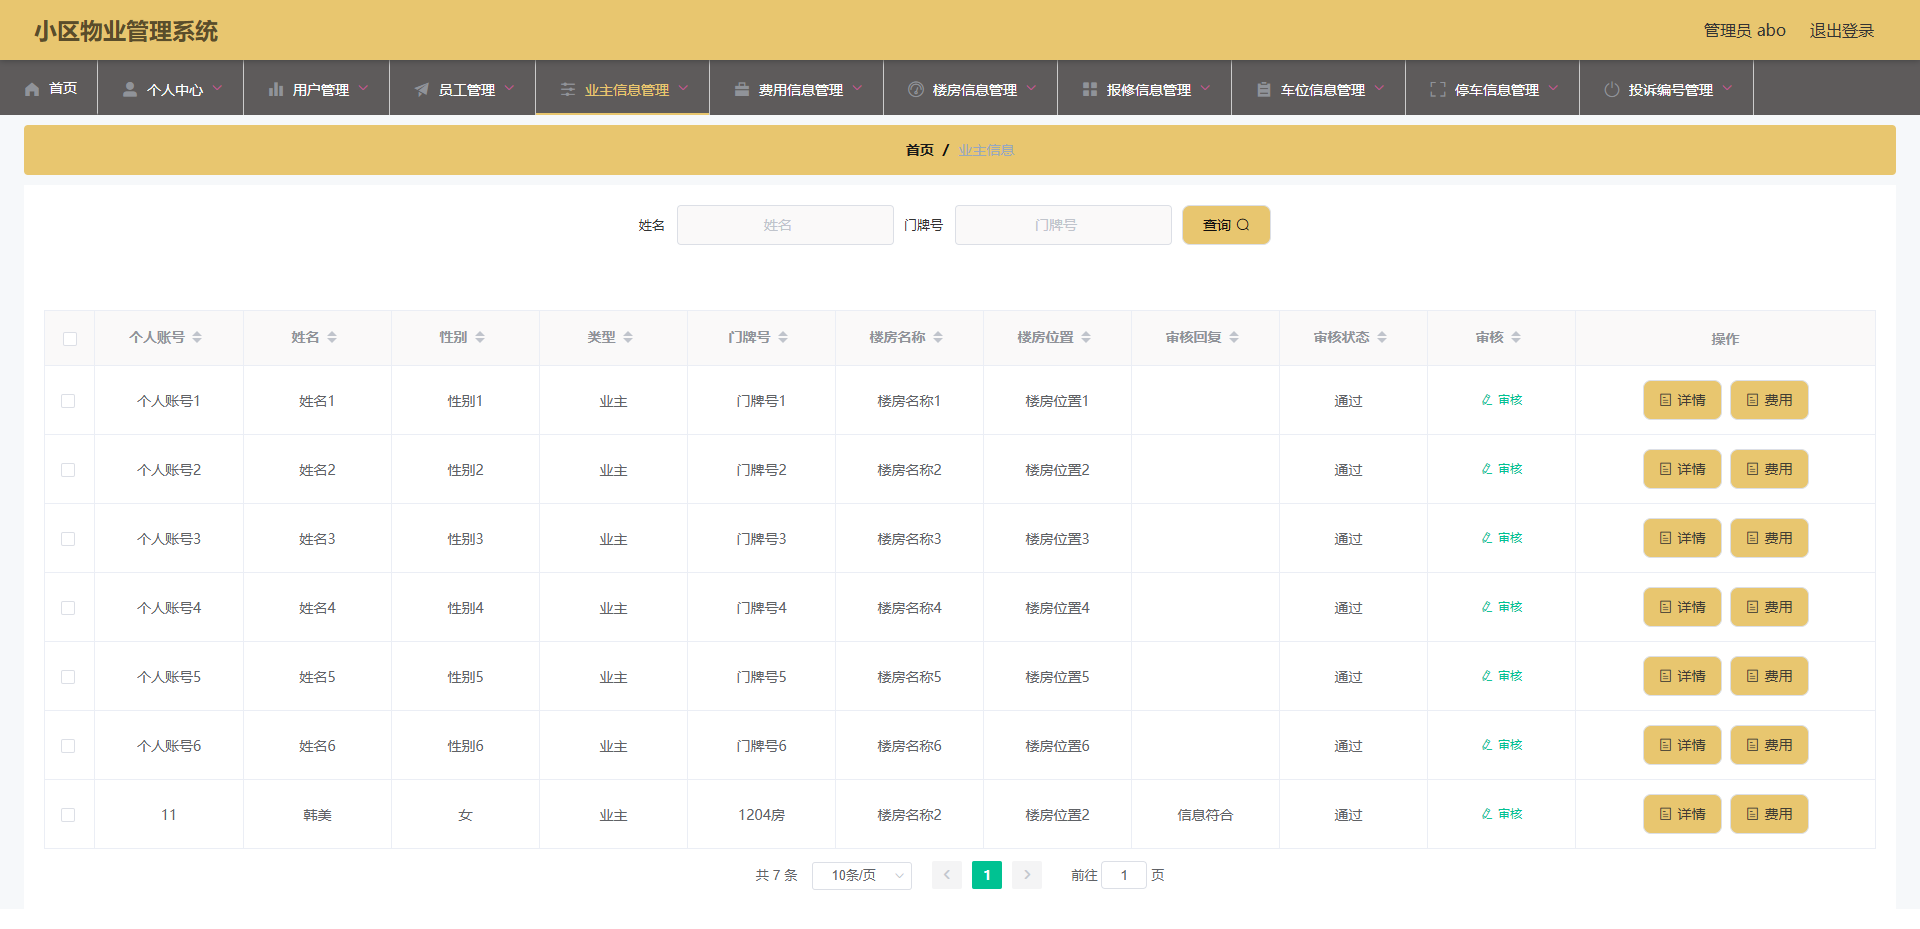 小区物业管理系统 管理员 abo 退出登录
首页 个人中心 用户管理 员工管理 业主信息管理 费用信息管理 楼房信息管理 报修信息管理 车位信息管理 停车信息管理 投诉编号管理
首页 / 业主信息
姓名 姓名 门牌号 门牌号 查询
个人账号 姓名 性别 类型 门牌号 楼房名称 楼房位置 审核回复 审核状态 审核 操作
个人账号1 姓名1 性别1 业主 门牌号1 楼房名称1 楼房位置1 通过 审核 详情 费用
个人账号2 姓名2 性别2 业主 门牌号2 楼房名称2 楼房位置2 通过 审核 详情 费用
个人账号3 姓名3 性别3 业主 门牌号3 楼房名称3 楼房位置3 通过 审核 详情 费用
个人账号4 姓名4 性别4 业主 门牌号4 楼房名称4 楼房位置4 通过 审核 详情 费用
个人账号5 姓名5 性别5 业主 门牌号5 楼房名称5 楼房位置5 通过 审核 详情 费用
个人账号6 姓名6 性别6 业主 门牌号6 楼房名称6 楼房位置6 通过 审核 详情 费用
11 韩美 女 业主 1204房 楼房名称2 楼房位置2 信息符合 通过 审核 详情 费用
共 7 条 10条/页 1 前往 1 页